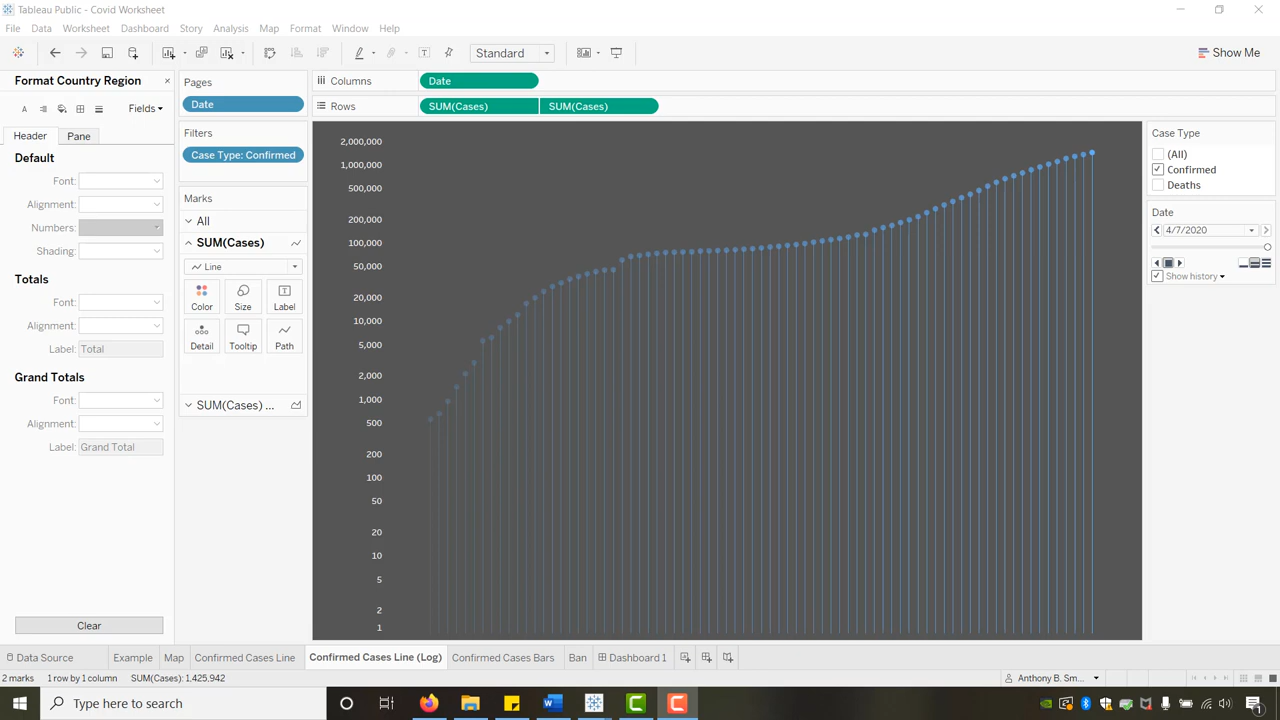 Tableau Public - Covid Worksheet
File Data Worksheet Dashboard Story Analysis Map Format Window Help
Standard
Show Me
Format Country Region
Fields
Header Pane
Default
Font:
Alignment:
Numbers:
Shading:
Totals
Font:
Alignment:
Label: Total
Grand Totals
Font:
Alignment:
Label: Grand Total
Clear
Pages
Date
Filters
Case Type: Confirmed
Marks
All
SUM(Cases)
Line
Color Size Label
Detail Tooltip Path
SUM(Cases) ...
Columns Date
Rows SUM(Cases) SUM(Cases)
2,000,000
1,000,000
500,000
200,000
100,000
50,000
20,000
10,000
5,000
2,000
1,000
500
200
100
50
20
10
5
2
1
Case Type
(All)
Confirmed
Deaths
Date
4/7/2020
Show history
Data Source Example Map Confirmed Cases Line Confirmed Cases Line (Log) Confirmed Cases Bars Ban Dashboard 1
2 marks 1 row by 1 column SUM(Cases): 1,425,942 Anthony B. Sm...
Type here to search